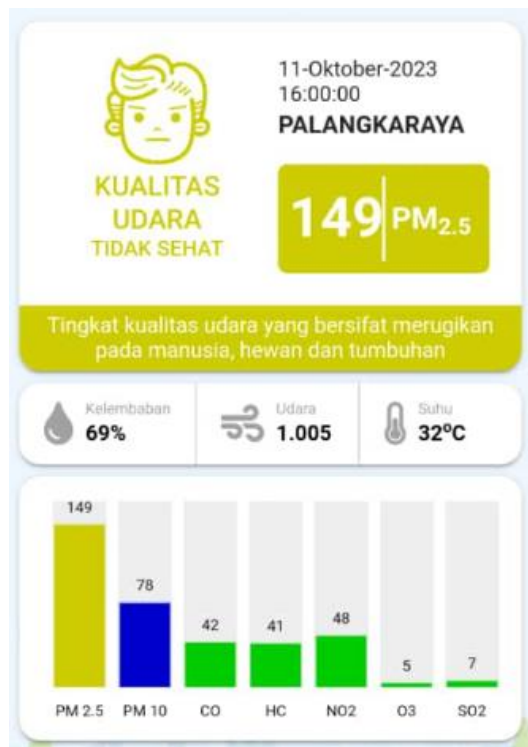 11-Oktober-2023
16:00:00
PALANGKARAYA
KUALITAS
UDARA
TIDAK SEHAT
149 PM2.5
Tingkat kualitas udara yang bersifat merugikan
pada manusia, hewan dan tumbuhan
Kelembaban
69%
Udara
1.005
Suhu
32°C
149
78
42
41
48
5
7
PM 2.5 PM 10 CO HC NO2 O3 SO2